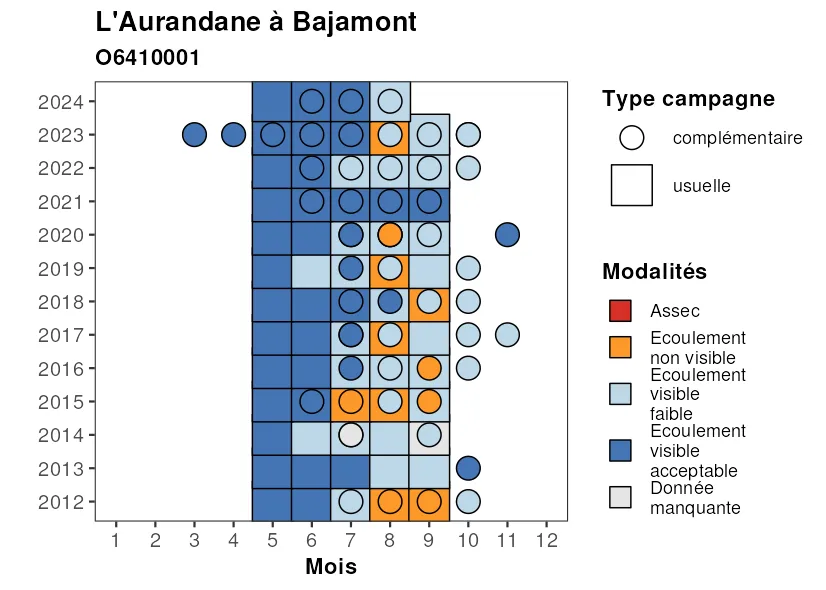 L'Aurandane à Bajamont
O6410001
2024
2023
2022
2021
2020
2019
2018
2017
2016
2015
2014
2013
2012
1 2 3 4 5 6 7 8 9 10 11 12
Mois
Type campagne
complémentaire
usuelle
Modalités
Assec
Ecoulement
non visible
Ecoulement
visible
faible
Ecoulement
visible
acceptable
Donnée
manquante